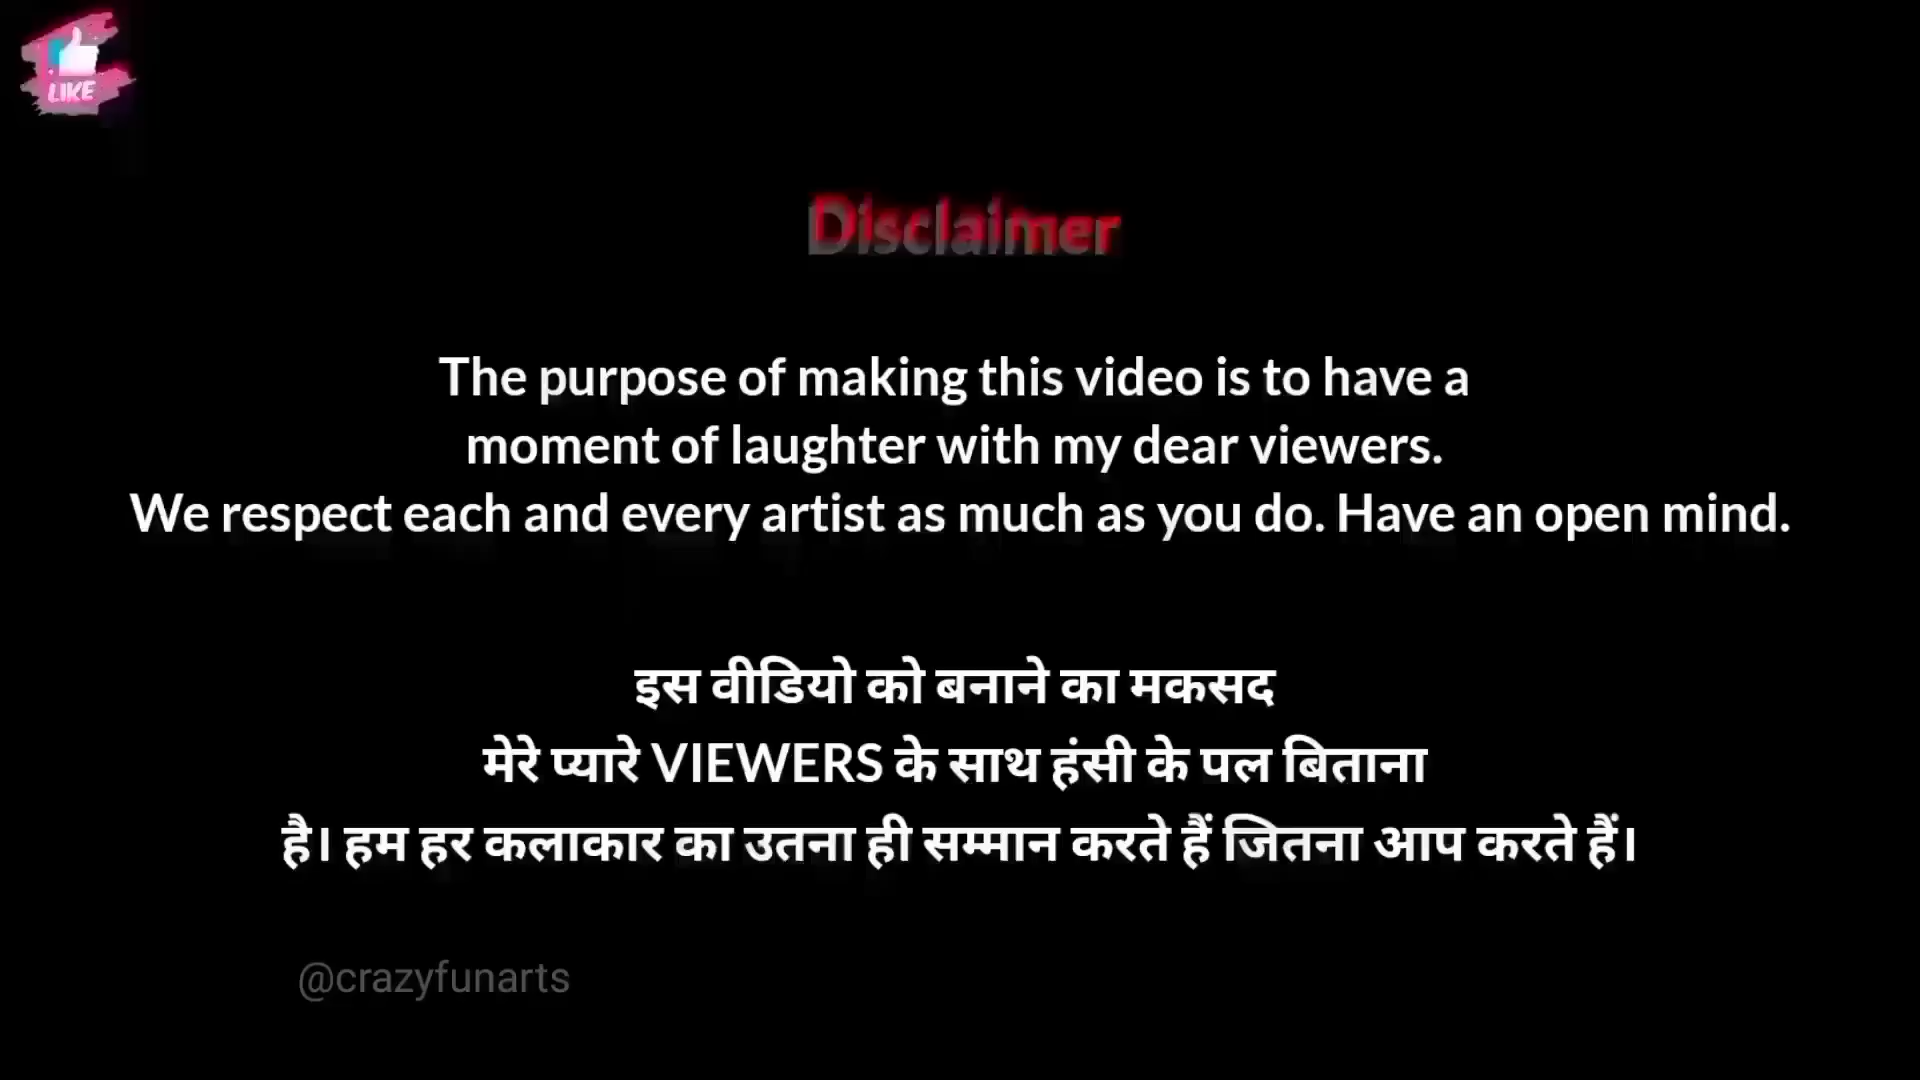 LIKE
Disclaimer
The purpose of making this video is to have a
moment of laughter with my dear viewers.
We respect each and every artist as much as you do. Have an open mind.
इस वीडियो को बनाने का मकसद
मेरे प्यारे VIEWERS के साथ हंसी के पल बिताना
है। हम हर कलाकार का उतना ही सम्मान करते हैं जितना आप करते हैं।
@crazyfunarts